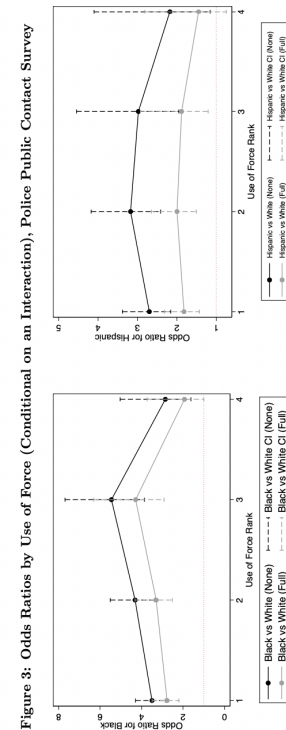 Figure 3: Odds Ratios by Use of Force (Conditional on an Interaction), Police Public Contact Survey
Odds Ratio for Black
8
6
4
2
0
1
2
3
4
Use of Force Rank
Black vs White (None)
Black vs White CI (None)
Black vs White (Full)
Black vs White CI (Full)
Odds Ratio for Hispanic
5
4
3
2
1
1
2
3
4
Use of Force Rank
Hispanic vs White (None)
Hispanic vs White CI (None)
Hispanic vs White (Full)
Hispanic vs White CI (Full)